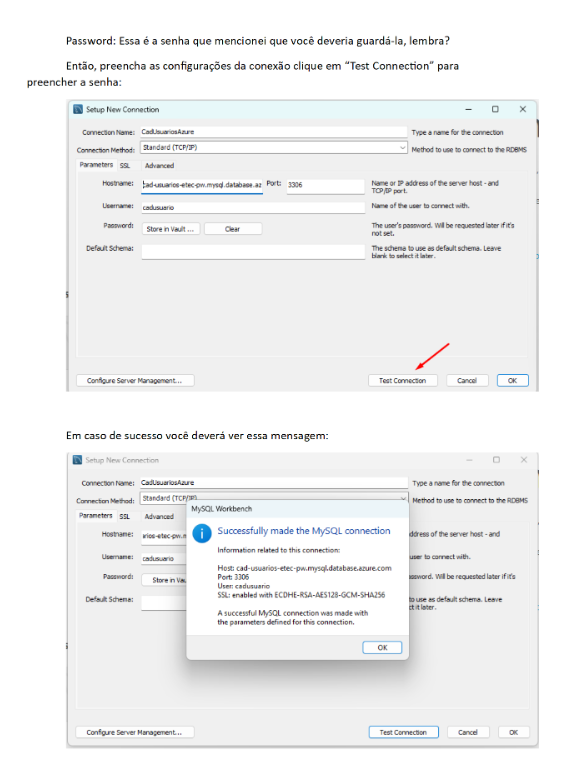 Password: Essa é a senha que mencionei que você deveria guardá-la, lembra?
Então, preencha as configurações da conexão clique em “Test Connection” para
preencher a senha:
Setup New Connection
Connection Name: CadUsuariosAzure Type a name for the connection
Connection Method: Standard (TCP/IP) Method to use to connect to the RDBMS
Parameters SSL Advanced
Hostname: cad-usuarios-etec-pw.mysql.database.az Port: 3306 Name or IP address of the server host - and
TCP/IP port.
Username: cadusuario Name of the user to connect with.
Password: Store in Vault ... Clear The user's password. Will be requested later if it's
not set.
Default Schema: The schema to use as default schema. Leave
blank to select it later.
Configure Server Management... Test Connection Cancel OK
Em caso de sucesso você deverá ver essa mensagem:
Setup New Connection
Connection Name: CadUsuariosAzure Type a name for the connection
Connection Method: Standard (TCP/IP) Method to use to connect to the RDBMS
Parameters SSL Advanced
MySQL Workbench
Successfully made the MySQL connection
Information related to this connection:
Host: cad-usuarios-etec-pw.mysql.database.azure.com
Port: 3306
User: cadusuario
SSL: enabled with ECDHE-RSA-AES128-GCM-SHA256
A successful MySQL connection was made with
the parameters defined for this connection.
OK
Hostname: arios-etec-pw.m address of the server host - and
Username: cadusuario user to connect with.
Password: Store in Vau assword. Will be requested later if it's
Default Schema: to use as default schema. Leave
ct it later.
Configure Server Management... Test Connection Cancel OK